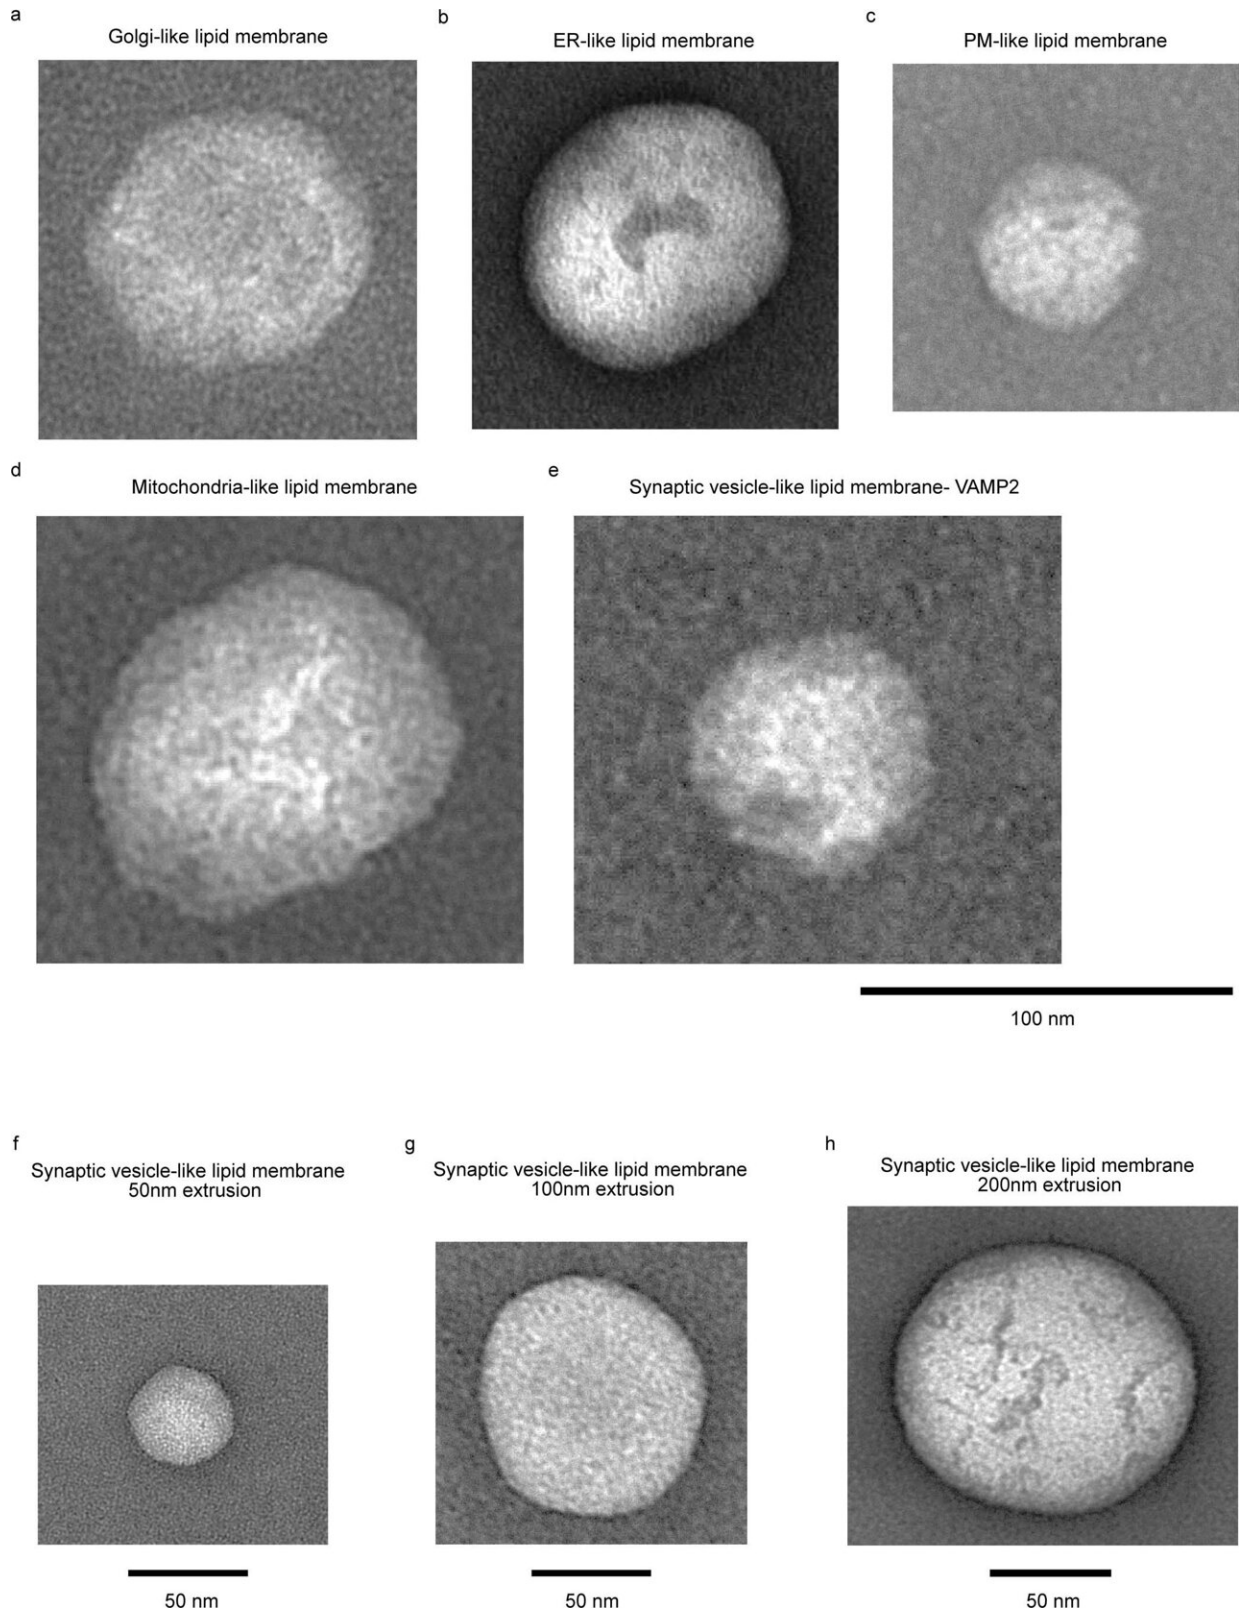 a
Golgi-like lipid membrane
b
ER-like lipid membrane
c
PM-like lipid membrane
d
Mitochondria-like lipid membrane
e
Synaptic vesicle-like lipid membrane- VAMP2
100 nm
f
Synaptic vesicle-like lipid membrane
50nm extrusion
50 nm
g
Synaptic vesicle-like lipid membrane
100nm extrusion
50 nm
h
Synaptic vesicle-like lipid membrane
200nm extrusion
50 nm